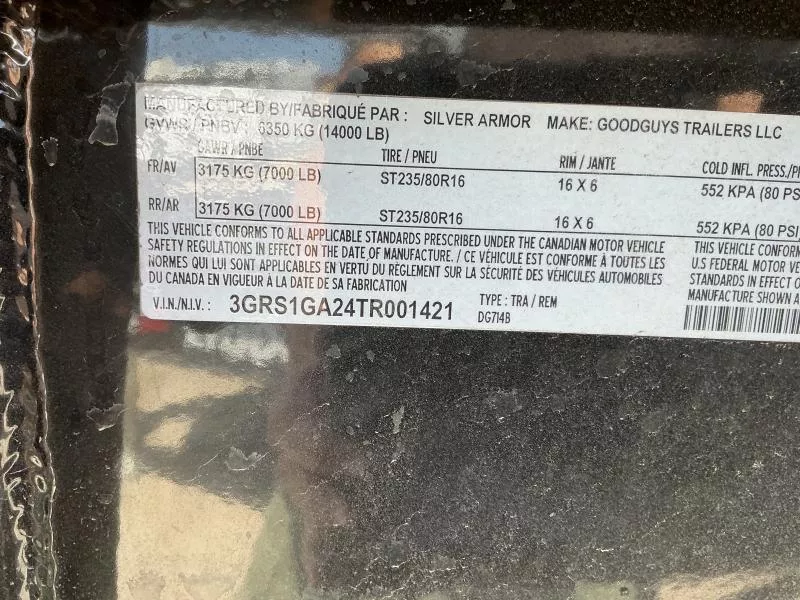 MANUFACTURED BY/FABRIQUÉ PAR : SILVER ARMOR MAKE: GOODGUYS TRAILERS LLC
GVWR / PNBV : 6350 KG (14000 LB)
GAWR / PNBE TIRE / PNEU RIM / JANTE COLD INFL. PRESS./P
FR/AV 3175 KG (7000 LB) ST235/80R16 16 X 6 552 KPA (80 PS
RR/AR 3175 KG (7000 LB) ST235/80R16 16 X 6 552 KPA (80 PSI
THIS VEHICLE CONFORMS TO ALL APPLICABLE STANDARDS PRESCRIBED UNDER THE CANADIAN MOTOR VEHICLE
SAFETY REGULATIONS IN EFFECT ON THE DATE OF MANUFACTURE. / CE VÉHICULE EST CONFORME À TOUTES LES
NORMES QUI LUI SONT APPLICABLES EN VERTU DU RÈGLEMENT SUR LA SÉCURITÉ DES VÉHICULES AUTOMOBILES
DU CANADA EN VIGUEUR À LA DATE DE SA FABRICATION
THIS VEHICLE CONFORM
U.S FEDERAL MOTOR VE
STANDARDS IN EFFECT O
MANUFACTURE SHOWN A
V.I.N./N.I.V. : 3GRS1GA24TR001421 TYPE : TRA / REM
DG714B